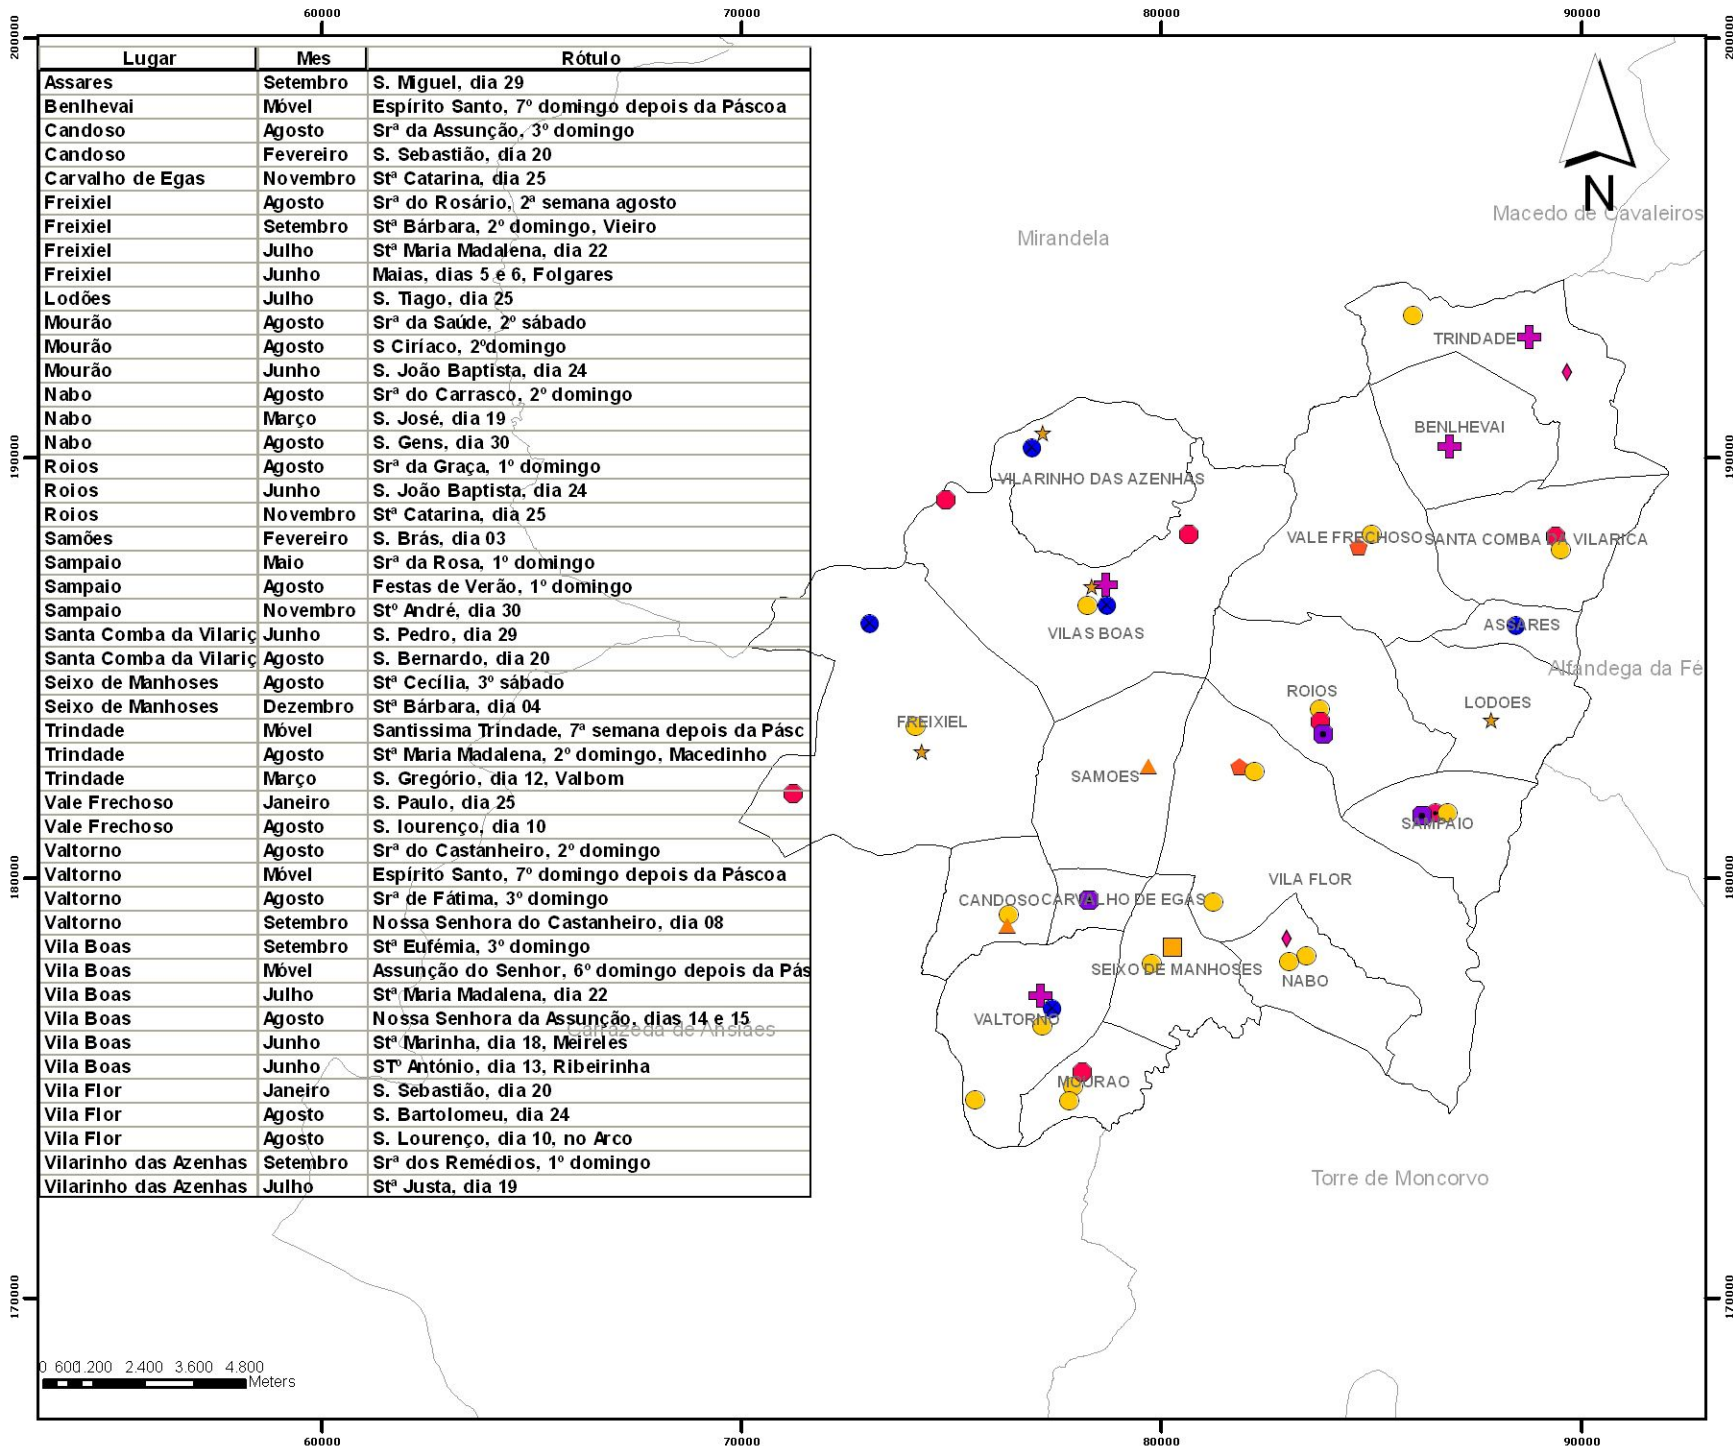 60000 70000 80000 90000
200000 200000
Lugar Mes Rótulo
Assares Setembro S. Miguel, dia 29
Benlhevai Móvel Espírito Santo, 7º domingo depois da Páscoa
Candoso Agosto Srª da Assunção, 3º domingo
Candoso Fevereiro S. Sebastião, dia 20
Carvalho de Egas Novembro Stª Catarina, dia 25
Freixiel Agosto Srª do Rosário, 2ª semana agosto
Freixiel Setembro Stª Bárbara, 2º domingo, Vieiro
Freixiel Julho Stª Maria Madalena, dia 22
Freixiel Junho Maias, dias 5 e 6, Folgares
Lodões Julho S. Tiago, dia 25
Mourão Agosto Srª da Saúde, 2º sábado
Mourão Agosto S Ciríaco, 2ºdomingo
Mourão Junho S. João Baptista, dia 24
Nabo Agosto Srª do Carrasco, 2º domingo
Nabo Março S. José, dia 19
Nabo Agosto S. Gens, dia 30
Roios Agosto Srª da Graça, 1º domingo
Roios Junho S. João Baptista, dia 24
Roios Novembro Stª Catarina, dia 25
Samões Fevereiro S. Brás, dia 03
Sampaio Maio Srª da Rosa, 1º domingo
Sampaio Agosto Festas de Verão, 1º domingo
Sampaio Novembro Stº André, dia 30
Santa Comba da Vilariç Junho S. Pedro, dia 29
Santa Comba da Vilariç Agosto S. Bernardo, dia 20
Seixo de Manhoses Agosto Stª Cecília, 3º sábado
Seixo de Manhoses Dezembro Stª Bárbara, dia 04
Trindade Móvel Santissima Trindade, 7ª semana depois da Pásc
Trindade Agosto Stª Maria Madalena, 2º domingo, Macedinho
Trindade Março S. Gregório, dia 12, Valbom
Vale Frechoso Janeiro S. Paulo, dia 25
Vale Frechoso Agosto S. lourenço, dia 10
Valtorno Agosto Srª do Castanheiro, 2º domingo
Valtorno Móvel Espírito Santo, 7º domingo depois da Páscoa
Valtorno Agosto Srª de Fátima, 3º domingo
Valtorno Setembro Nossa Senhora do Castanheiro, dia 08
Vila Boas Setembro Stª Eufémia, 3º domingo
Vila Boas Móvel Assunção do Senhor, 6º domingo depois da Pás
Vila Boas Julho Stª Maria Madalena, dia 22
Vila Boas Agosto Nossa Senhora da Assunção, dias 14 e 15
Vila Boas Junho Stª Marinha, dia 18, Meireles
Vila Boas Junho STº António, dia 13, Ribeirinha
Vila Flor Janeiro S. Sebastião, dia 20
Vila Flor Agosto S. Bartolomeu, dia 24
Vila Flor Agosto S. Lourenço, dia 10, no Arco
Vilarinho das Azenhas Setembro Srª dos Remédios, 1º domingo
Vilarinho das Azenhas Julho Stª Justa, dia 19
N
Macedo de Cavaleiros
Mirandela
TRINDADE
BENLHEVAI
190000 190000
VILARINHO DAS AZENHAS
VALE FRECHOSO
SANTA COMBA DA VILARICA
ASSARES
VILAS BOAS
Alfandega da Fé
ROIOS
LODOES
FREIXIEL
SAMOES
SAMPAIO
180000 180000
VILA FLOR
CANDOSO
CARVALHO DE EGAS
SEIXO DE MANHOSES
NABO
VALTORNO
Carrazeda de Ansiães
MOURAO
Torre de Moncorvo
170000 170000
0 600 1.200 2.400 3.600 4.800
Meters
60000 70000 80000 90000